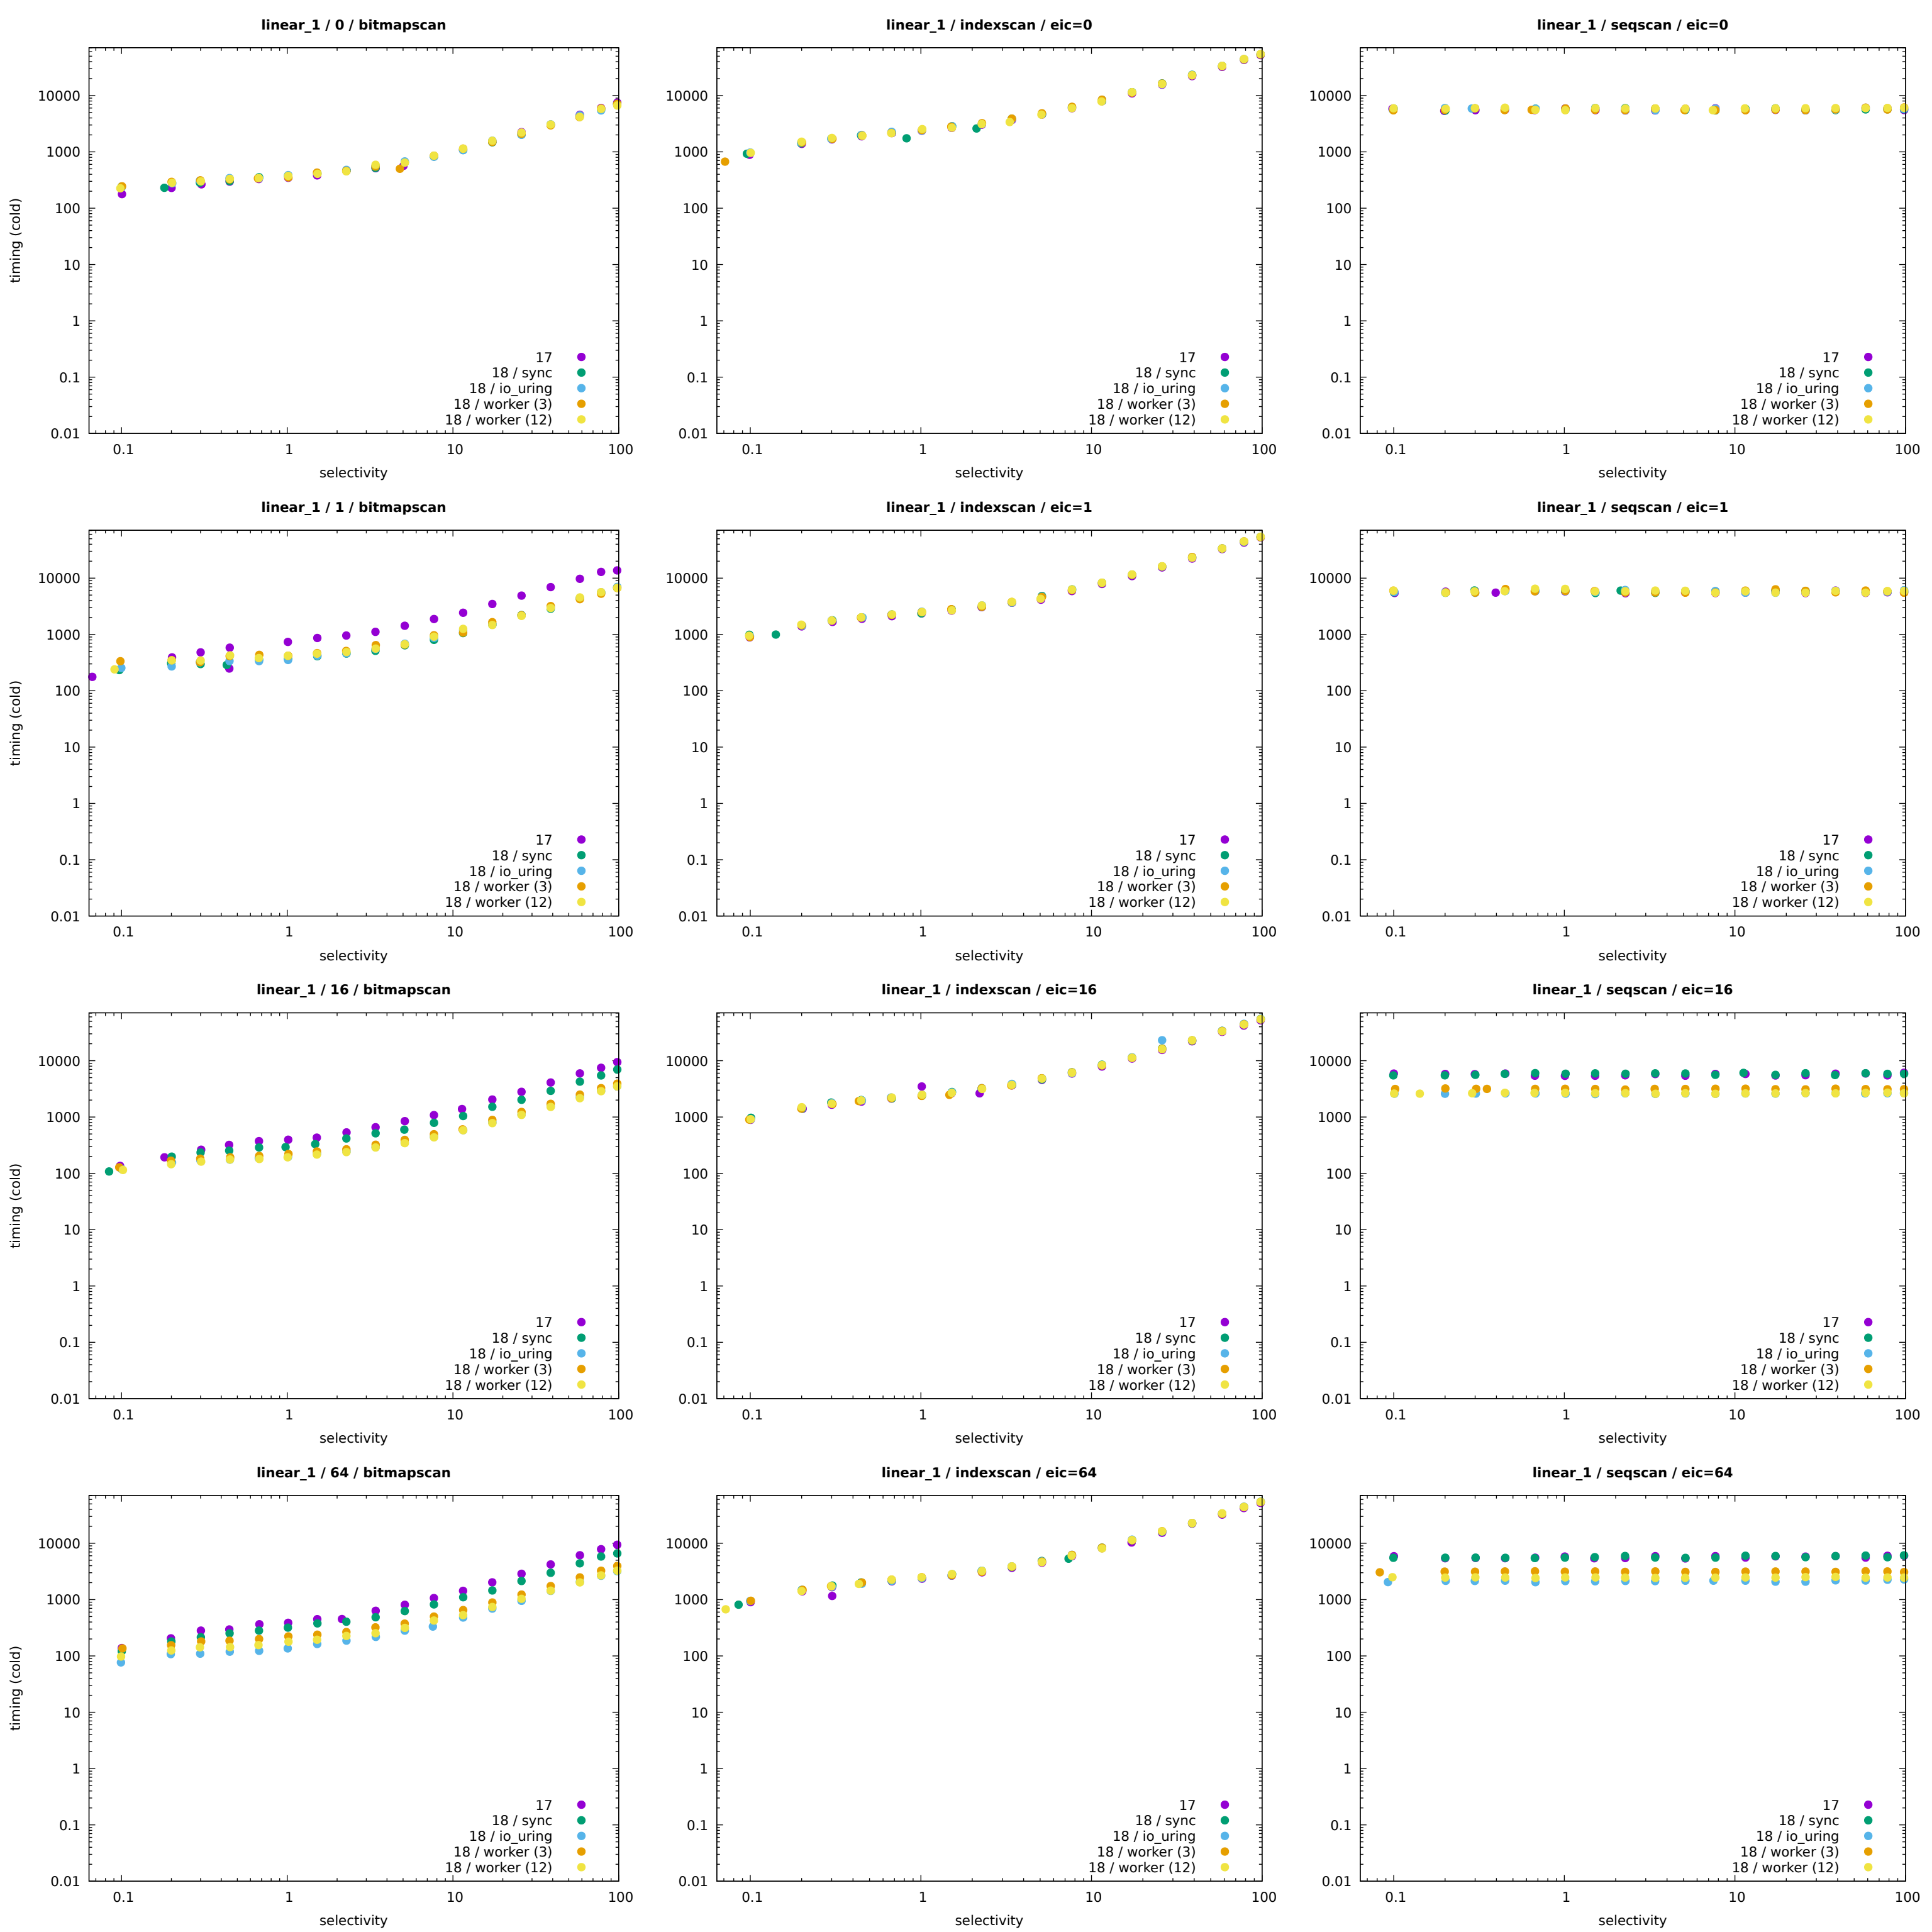 linear_1 / 0 / bitmapscan
timing (cold)
10000
1000
100
10
1
0.1
0.01
17
18 / sync
18 / io_uring
18 / worker (3)
18 / worker (12)
0.1 1 10 100
selectivity
linear_1 / indexscan / eic=0
10000
1000
100
10
1
0.1
0.01
17
18 / sync
18 / io_uring
18 / worker (3)
18 / worker (12)
0.1 1 10 100
selectivity
linear_1 / seqscan / eic=0
10000
1000
100
10
1
0.1
0.01
17
18 / sync
18 / io_uring
18 / worker (3)
18 / worker (12)
0.1 1 10 100
selectivity
linear_1 / 1 / bitmapscan
timing (cold)
10000
1000
100
10
1
0.1
0.01
17
18 / sync
18 / io_uring
18 / worker (3)
18 / worker (12)
0.1 1 10 100
selectivity
linear_1 / indexscan / eic=1
10000
1000
100
10
1
0.1
0.01
17
18 / sync
18 / io_uring
18 / worker (3)
18 / worker (12)
0.1 1 10 100
selectivity
linear_1 / seqscan / eic=1
10000
1000
100
10
1
0.1
0.01
17
18 / sync
18 / io_uring
18 / worker (3)
18 / worker (12)
0.1 1 10 100
selectivity
linear_1 / 16 / bitmapscan
timing (cold)
10000
1000
100
10
1
0.1
0.01
17
18 / sync
18 / io_uring
18 / worker (3)
18 / worker (12)
0.1 1 10 100
selectivity
linear_1 / indexscan / eic=16
10000
1000
100
10
1
0.1
0.01
17
18 / sync
18 / io_uring
18 / worker (3)
18 / worker (12)
0.1 1 10 100
selectivity
linear_1 / seqscan / eic=16
10000
1000
100
10
1
0.1
0.01
17
18 / sync
18 / io_uring
18 / worker (3)
18 / worker (12)
0.1 1 10 100
selectivity
linear_1 / 64 / bitmapscan
timing (cold)
10000
1000
100
10
1
0.1
0.01
17
18 / sync
18 / io_uring
18 / worker (3)
18 / worker (12)
0.1 1 10 100
selectivity
linear_1 / indexscan / eic=64
10000
1000
100
10
1
0.1
0.01
17
18 / sync
18 / io_uring
18 / worker (3)
18 / worker (12)
0.1 1 10 100
selectivity
linear_1 / seqscan / eic=64
10000
1000
100
10
1
0.1
0.01
17
18 / sync
18 / io_uring
18 / worker (3)
18 / worker (12)
0.1 1 10 100
selectivity